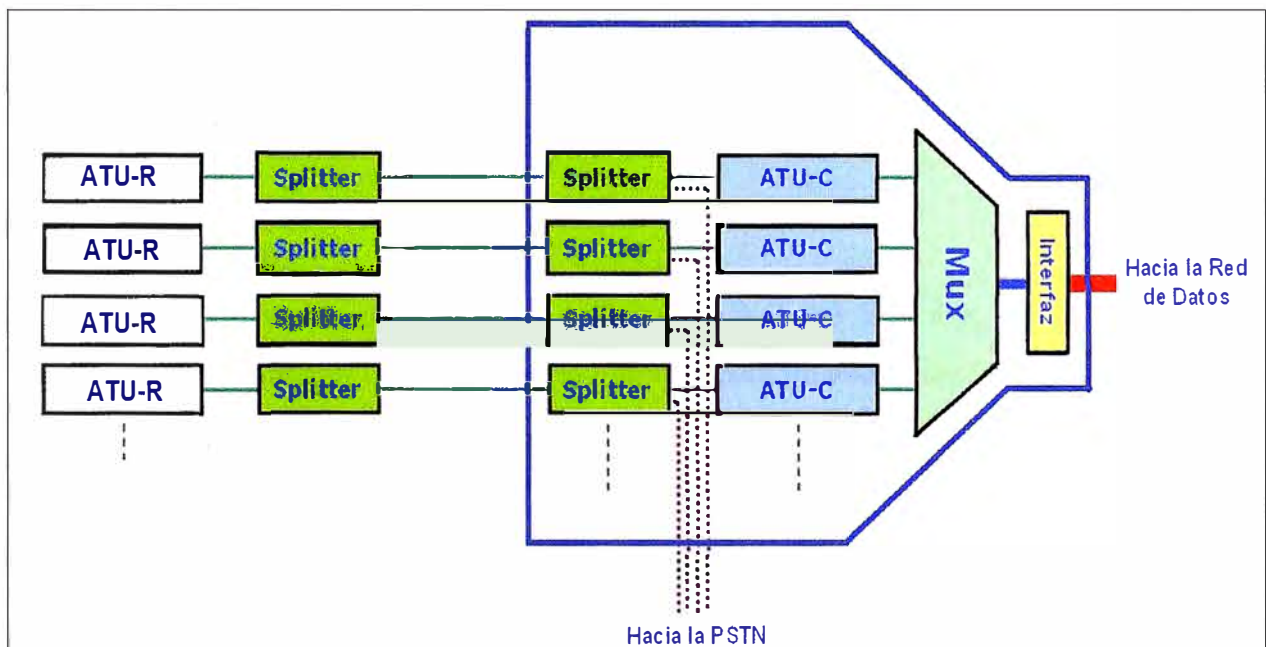 ATU-R Splitter Splitter ATU-C
ATU-R Splitter Splitter ATU-C
ATU-R Splitter Splitter ATU-C
ATU-R Splitter Splitter ATU-C
Mux
Interfaz
Hacia la Red
de Datos
Hacia la PSTN